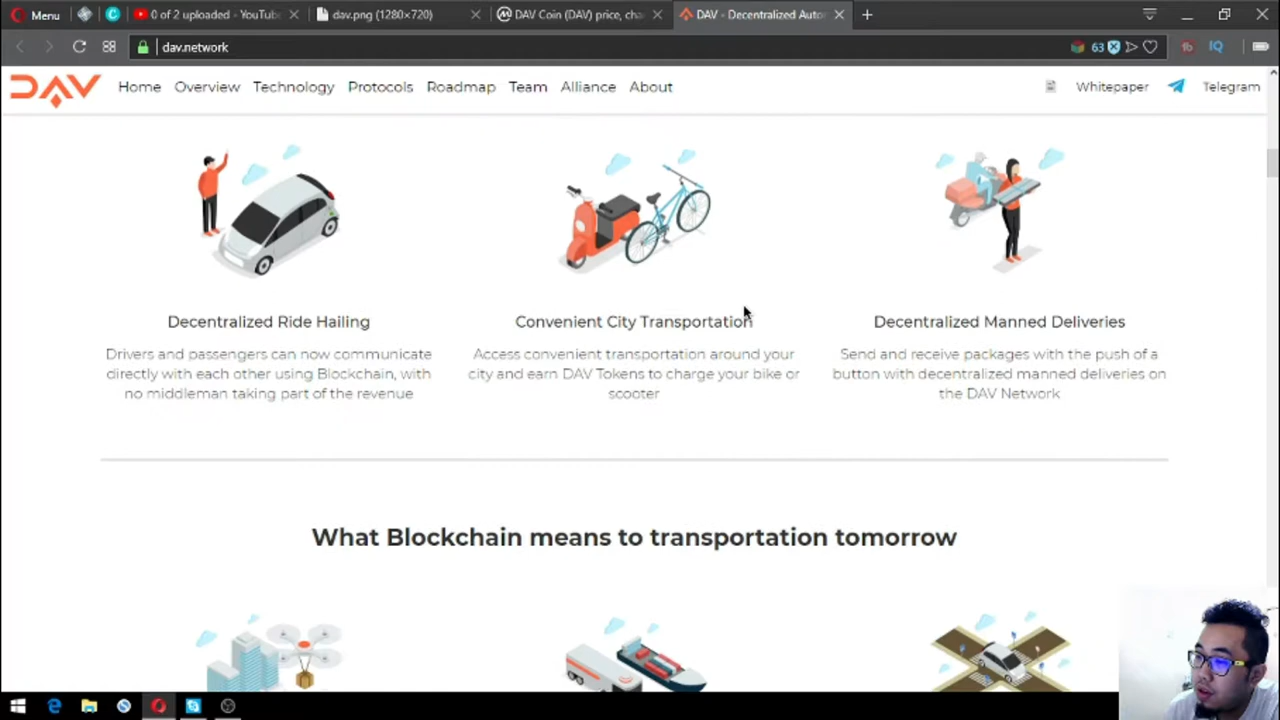 Menu
0 of 2 uploaded - YouTube
dav.png (1280×720)
DAV Coin (DAV) price, cha
DAV - Decentralized Auto
dav.network
63
DAV
Home Overview Technology Protocols Roadmap Team Alliance About Whitepaper Telegram
Decentralized Ride Hailing
Drivers and passengers can now communicate
directly with each other using Blockchain, with
no middleman taking part of the revenue
Convenient City Transportation
Access convenient transportation around your
city and earn DAV Tokens to charge your bike or
scooter
Decentralized Manned Deliveries
Send and receive packages with the push of a
button with decentralized manned deliveries on
the DAV Network
What Blockchain means to transportation tomorrow